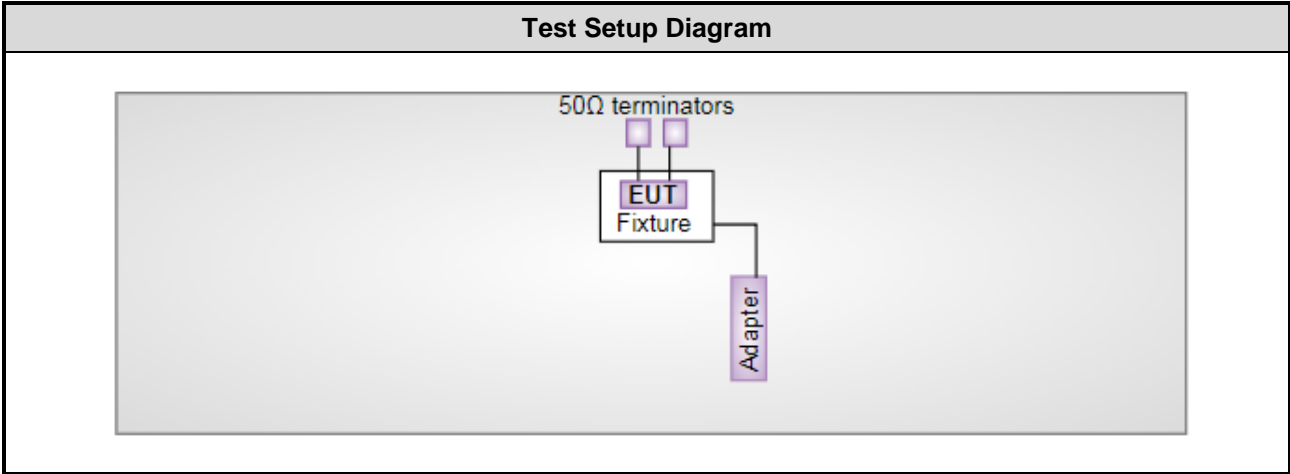 Test Setup Diagram
50Ω terminators
EUT
Fixture
Adapter